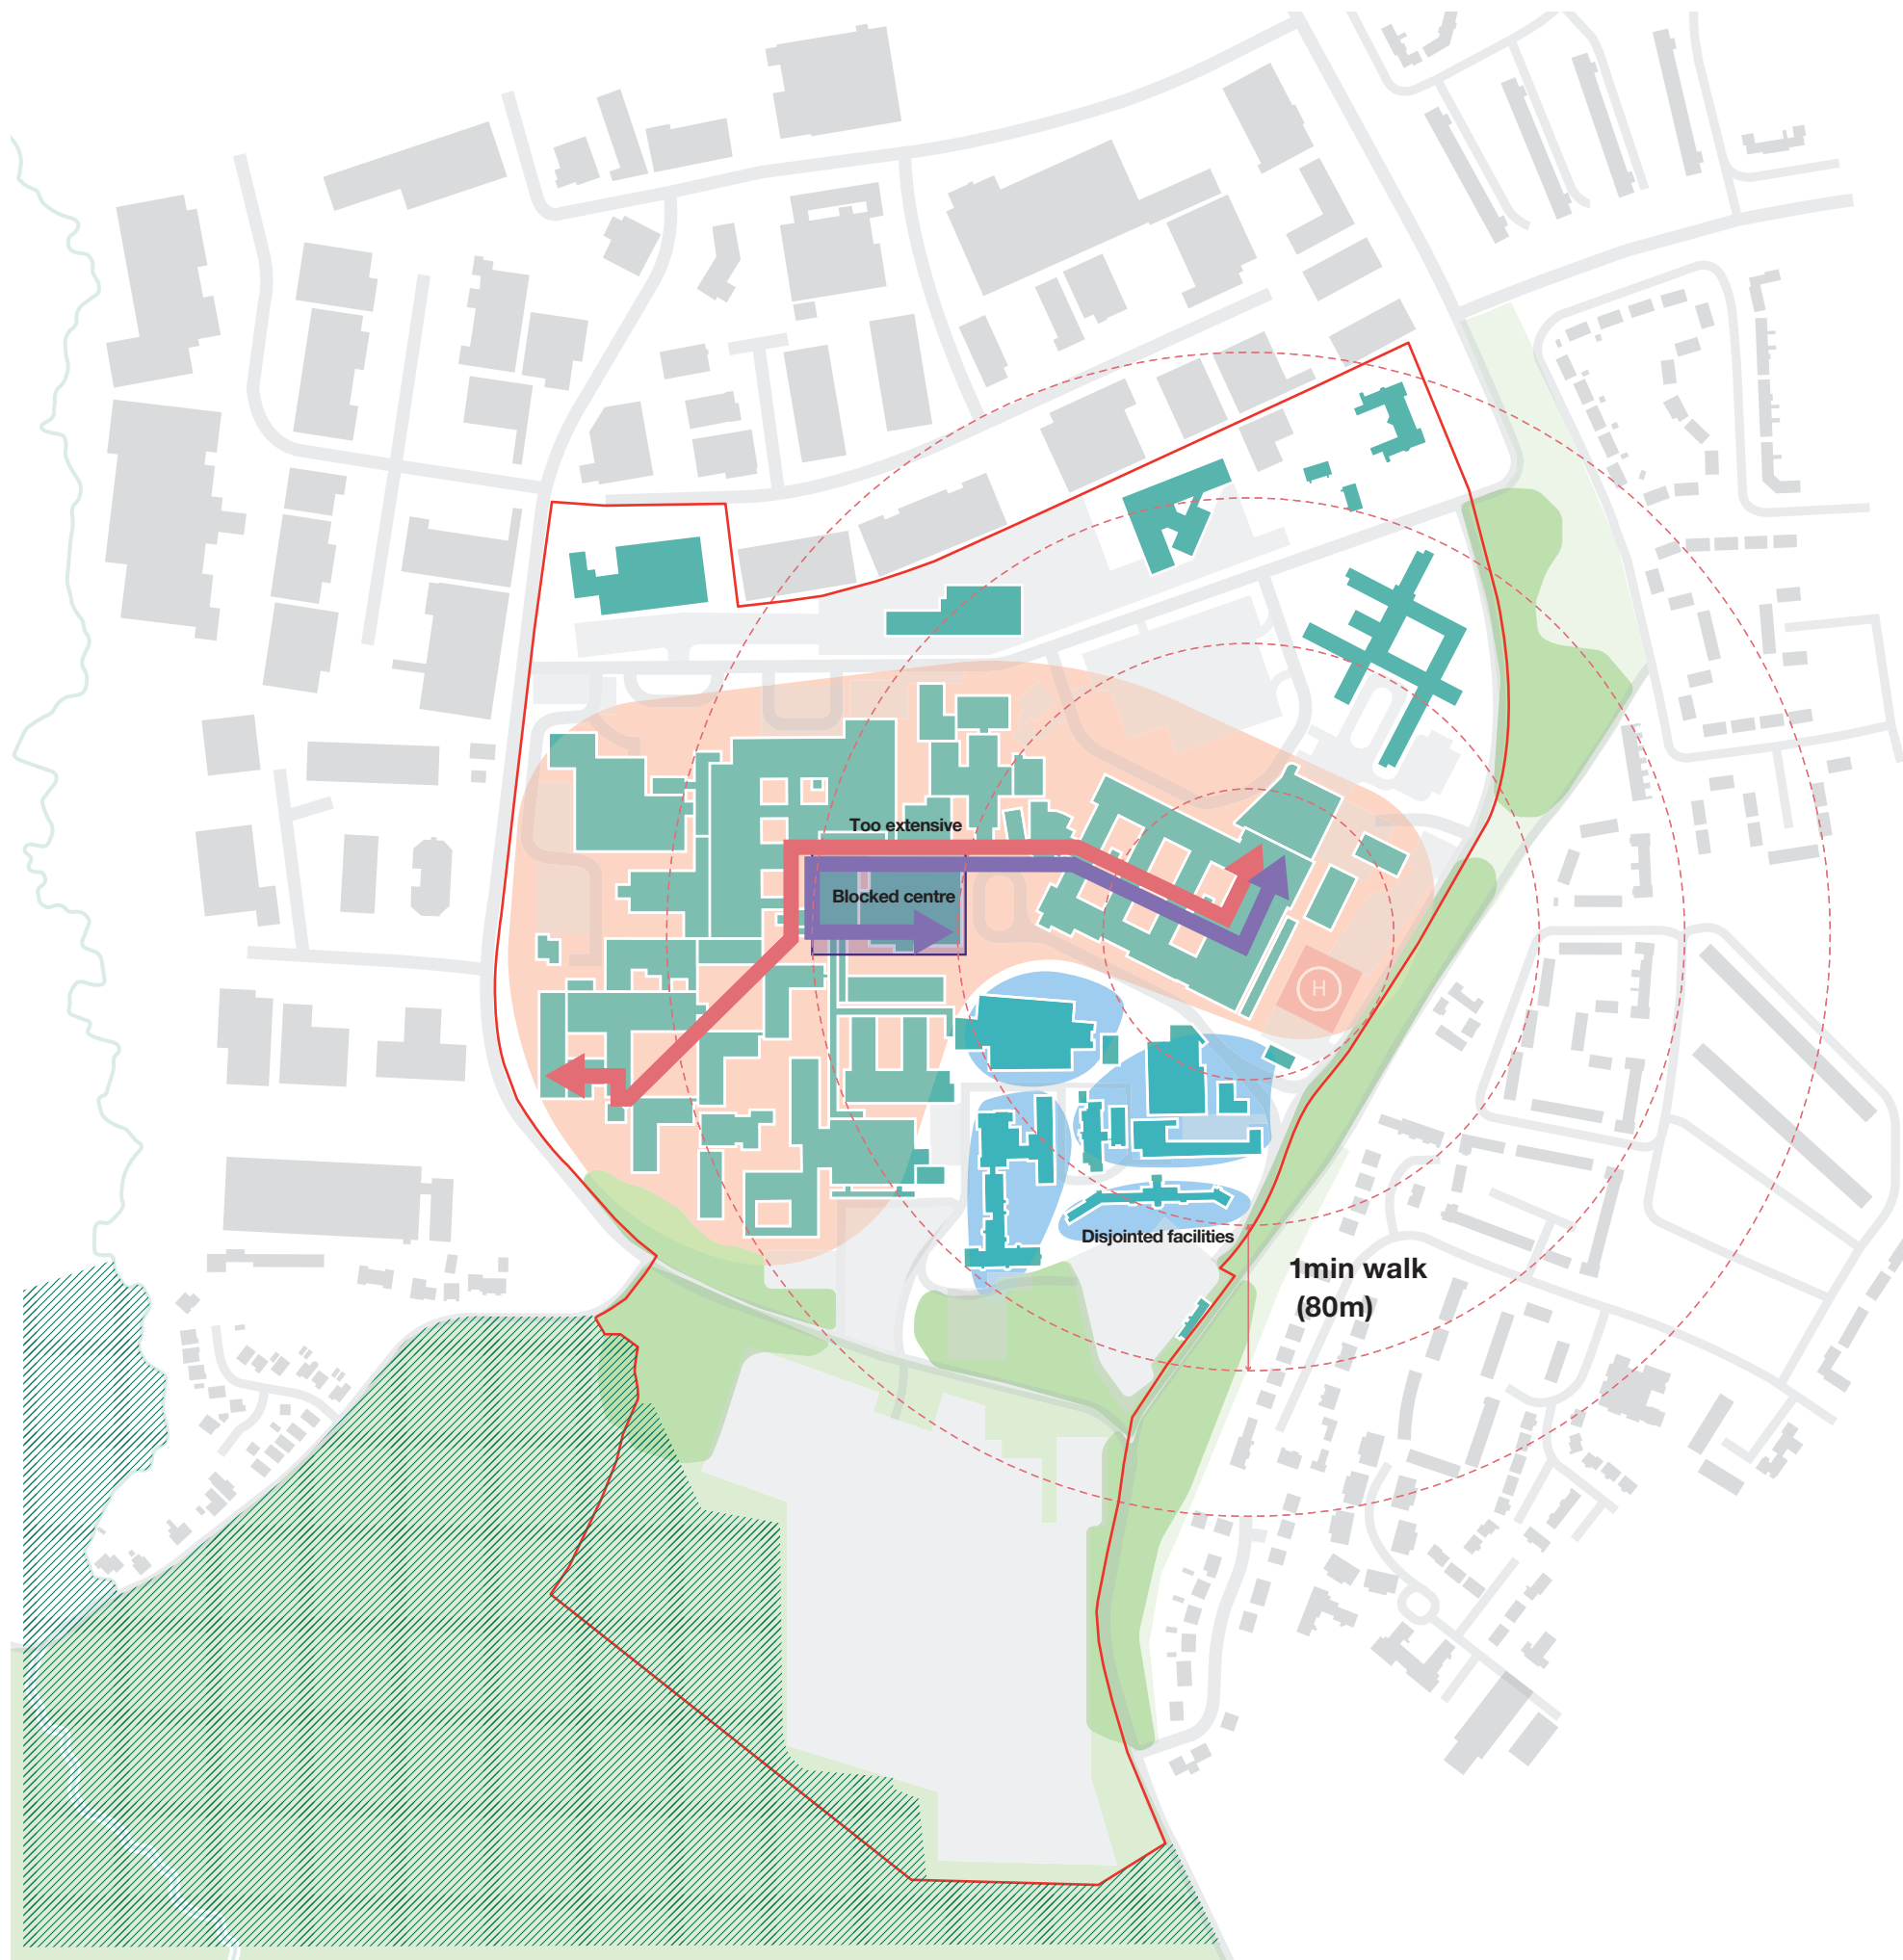 Too extensive
Blocked centre
H
Disjointed facilities
1min walk
(80m)